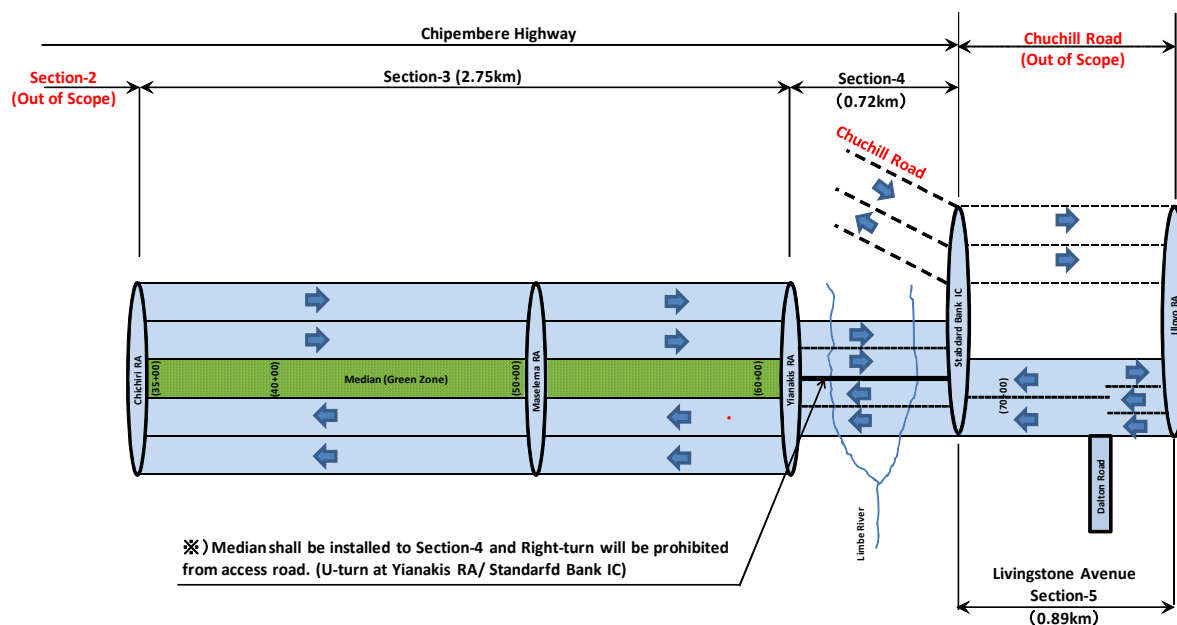 Chipembere Highway
Chuchill Road
(Out of Scope)
Section-2
(Out of Scope)
Section-3 (2.75km)
Section-4
（0.72km）
Chuchill Road
Chichiri RA
(35+00)
(40+00)
Median (Green Zone)
(50+00)
Maselema RA
(60+00)
Yianakis RA
Stabdard Bank IC
(70+00)
Ulovo RA
Dalton Road
Limbe River
※）Median shall be installed to Section-4 and Right-turn will be prohibited
from access road. (U-turn at Yianakis RA/ Standarfd Bank IC)
Livingstone Avenue
Section-5
（0.89km）